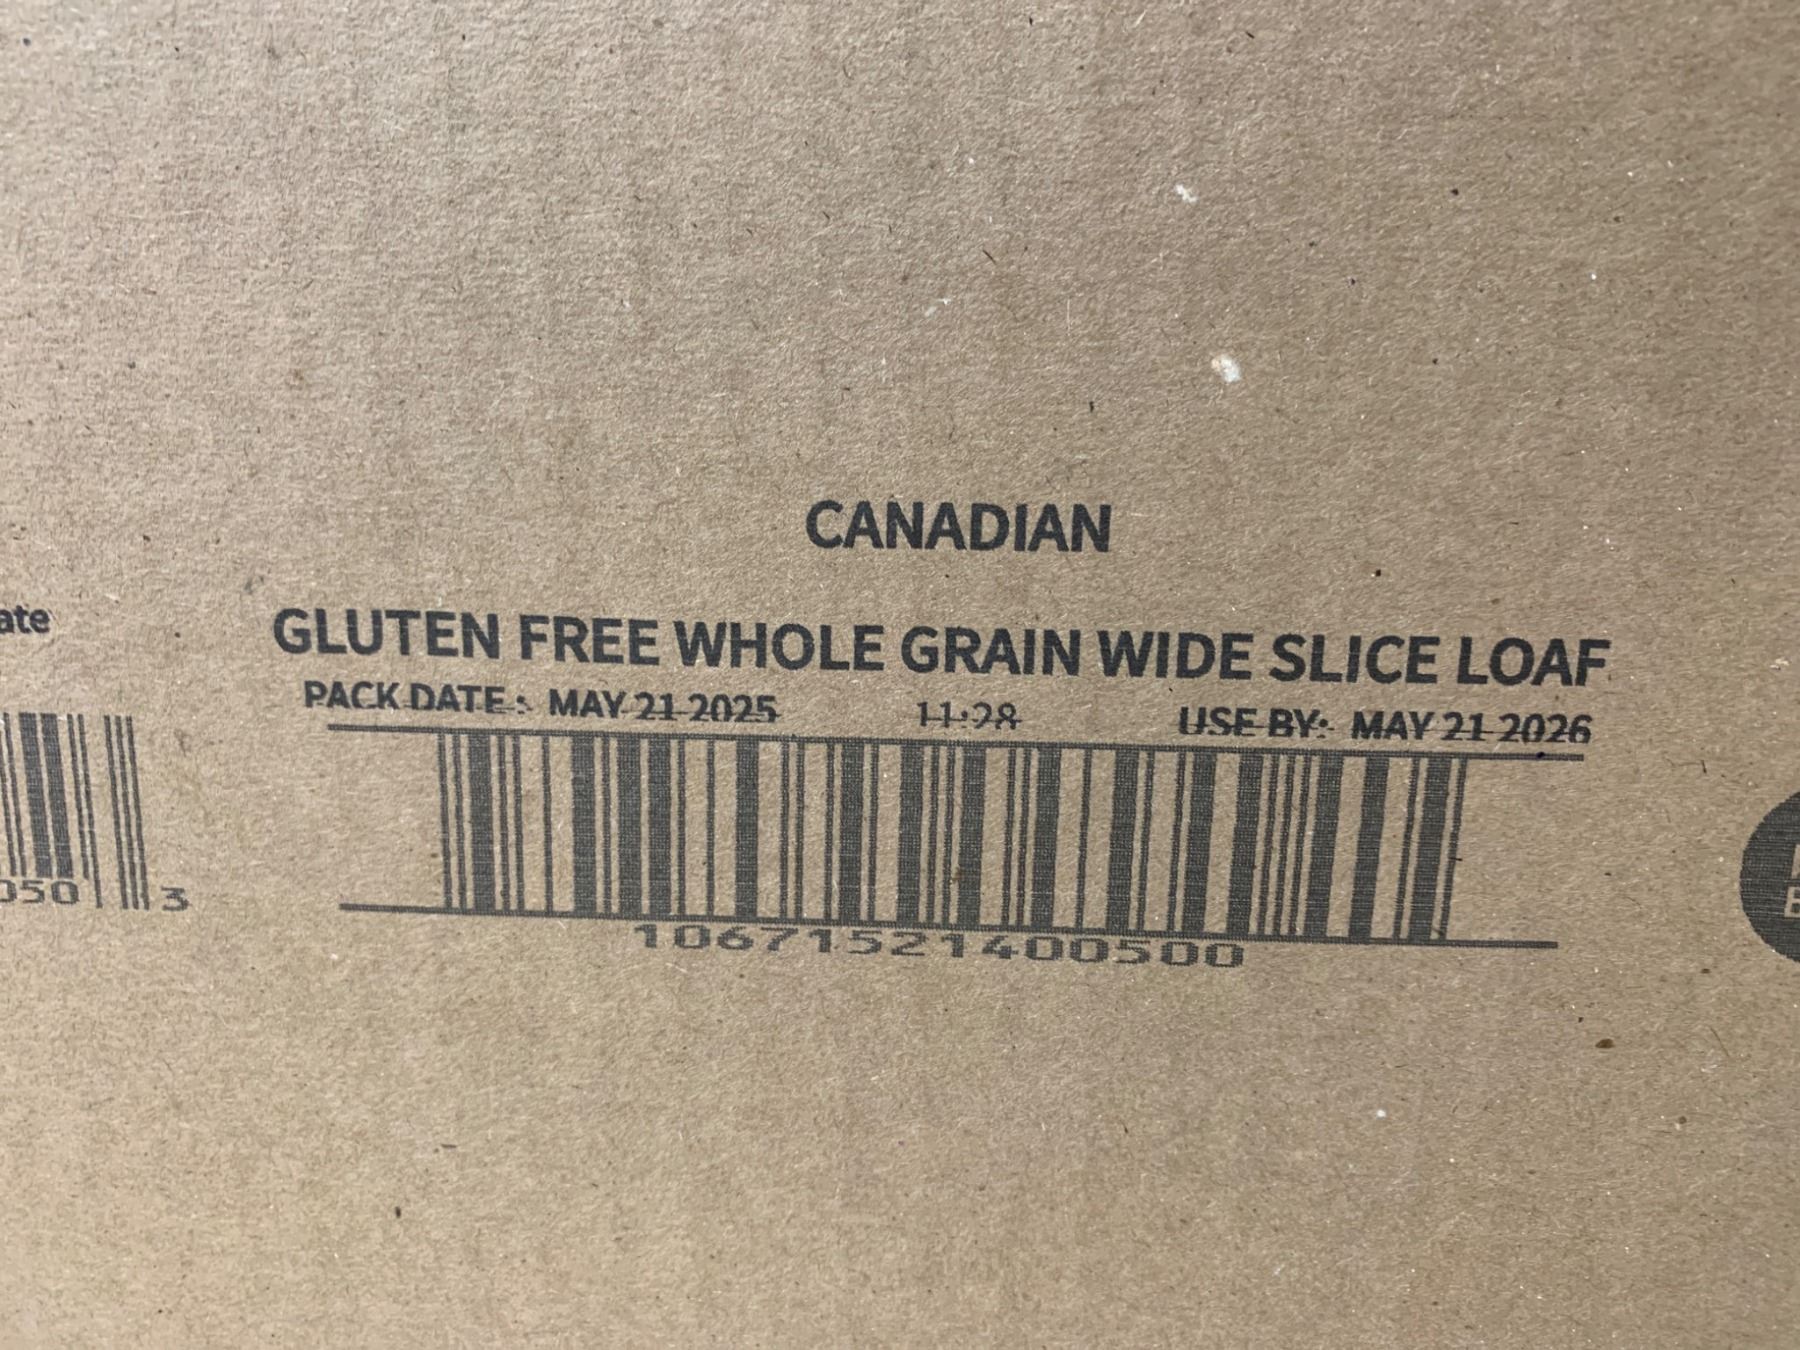 CANADIAN
GLUTEN FREE WHOLE GRAIN WIDE SLICE LOAF
PACK DATE : MAY 21 2025 11:28 USE BY: MAY 21 2026
10671521400500
ate
050 3